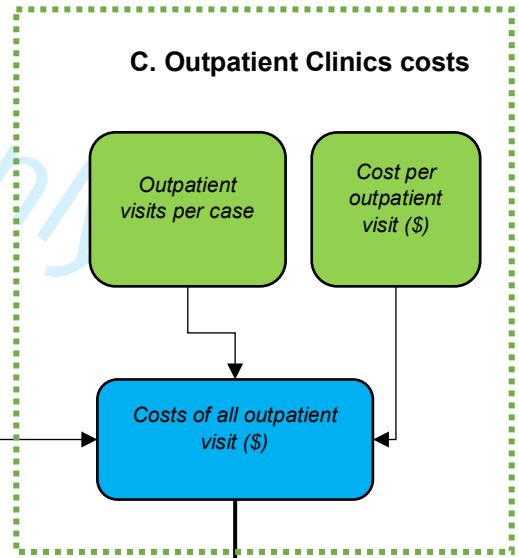 C. Outpatient Clinics costs
Outpatient
visits per case
Cost per
outpatient
visit ($)
Costs of all outpatient
visit ($)